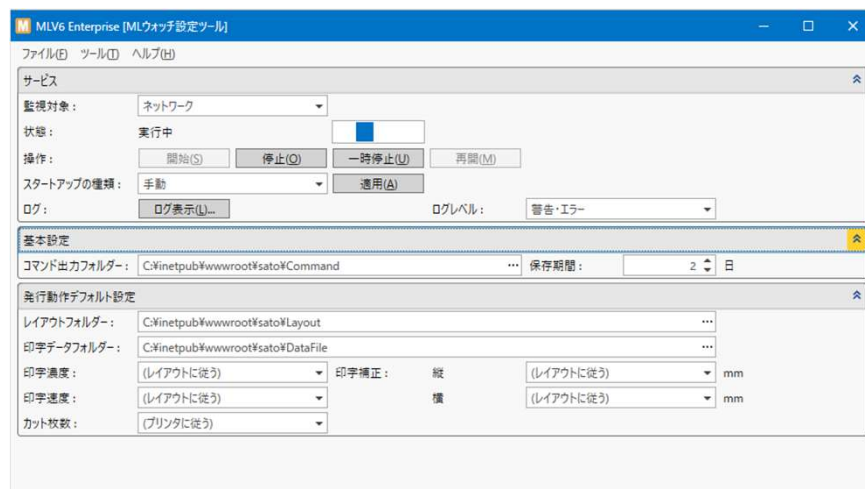 MLV6 Enterprise [MLウォッチ設定ツール]
ファイル(F) ツール(T) ヘルプ(H)
サービス
監視対象： ネットワーク
状態： 実行中
操作： 開始(S) 停止(O) 一時停止(U) 再開(M)
スタートアップの種類： 手動 適用(A)
ログ： ログ表示(L)... ログレベル： 警告・エラー
基本設定
コマンド出力フォルダー： C:¥inetpub¥wwwroot¥sato¥Command ... 保存期間： 2 日
発行動作デフォルト設定
レイアウトフォルダー： C:¥inetpub¥wwwroot¥sato¥Layout ...
印字データフォルダー： C:¥inetpub¥wwwroot¥sato¥DataFile ...
印字濃度： (レイアウトに従う) 印字補正： 縦 (レイアウトに従う) mm
印字速度： (レイアウトに従う) 横 (レイアウトに従う) mm
カット枚数： (プリンタに従う)